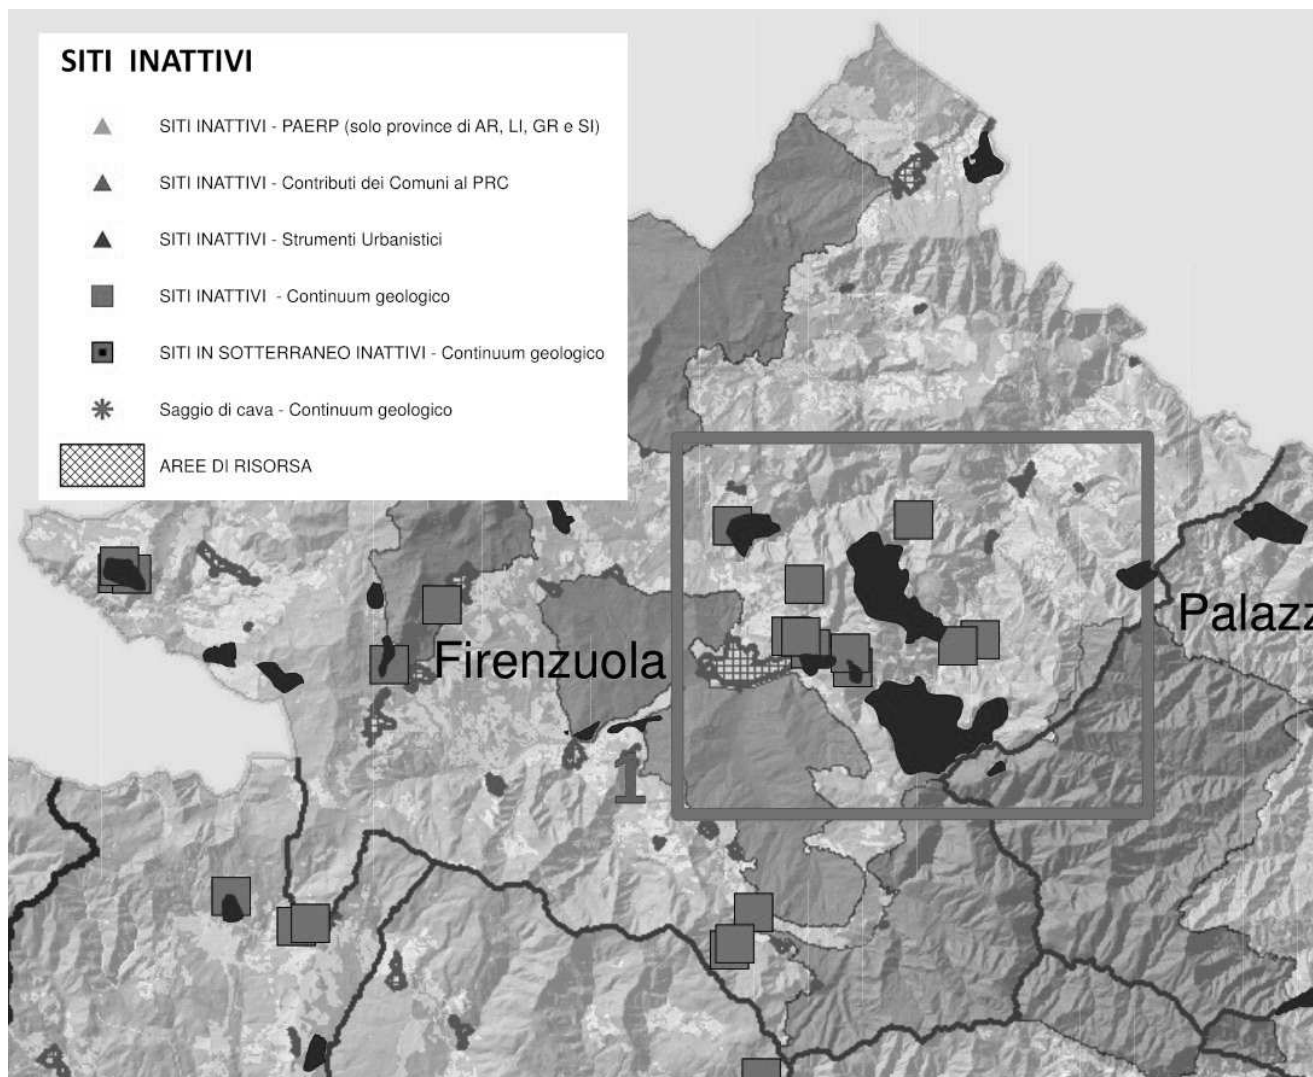 SITI INATTIVI
SITI INATTIVI - PAERP (solo province di AR, LI, GR e SI)
SITI INATTIVI - Contributi dei Comuni al PRC
SITI INATTIVI - Strumenti Urbanistici
SITI INATTIVI - Continuum geologico
SITI IN SOTTERRANEO INATTIVI - Continuum geologico
Saggio di cava - Continuum geologico
AREE DI RISORSA
Palazz
Firenzuola
1